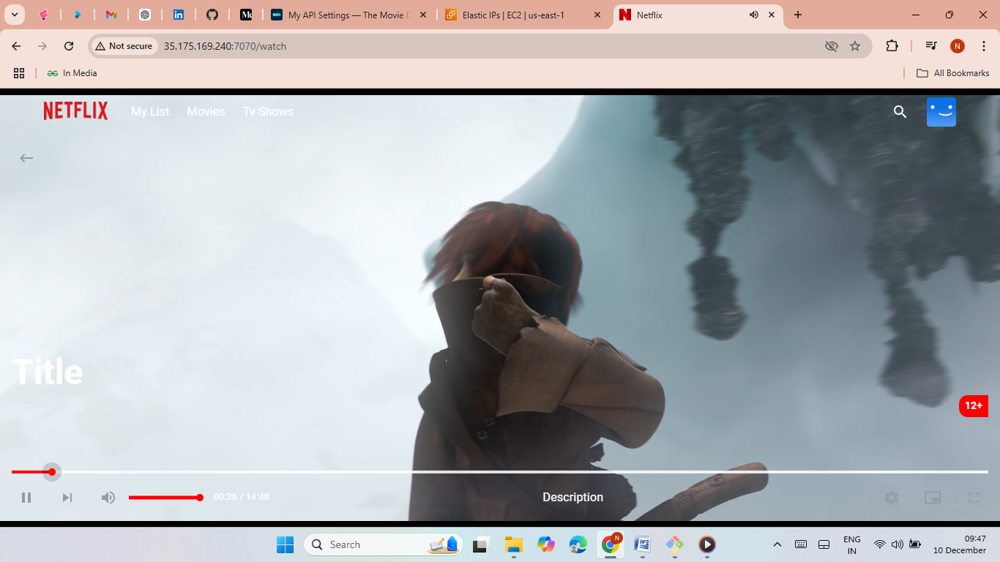 My API Settings — The Movie D
Elastic IPs | EC2 | us-east-1
Netflix
Not secure
35.175.169.240:7070/watch
N
In Media
All Bookmarks
NETFLIX
My List
Movies
Tv Shows
Title
12+
00:36 / 14:48
Description
Search
N
ENG
IN
09:47
10 December